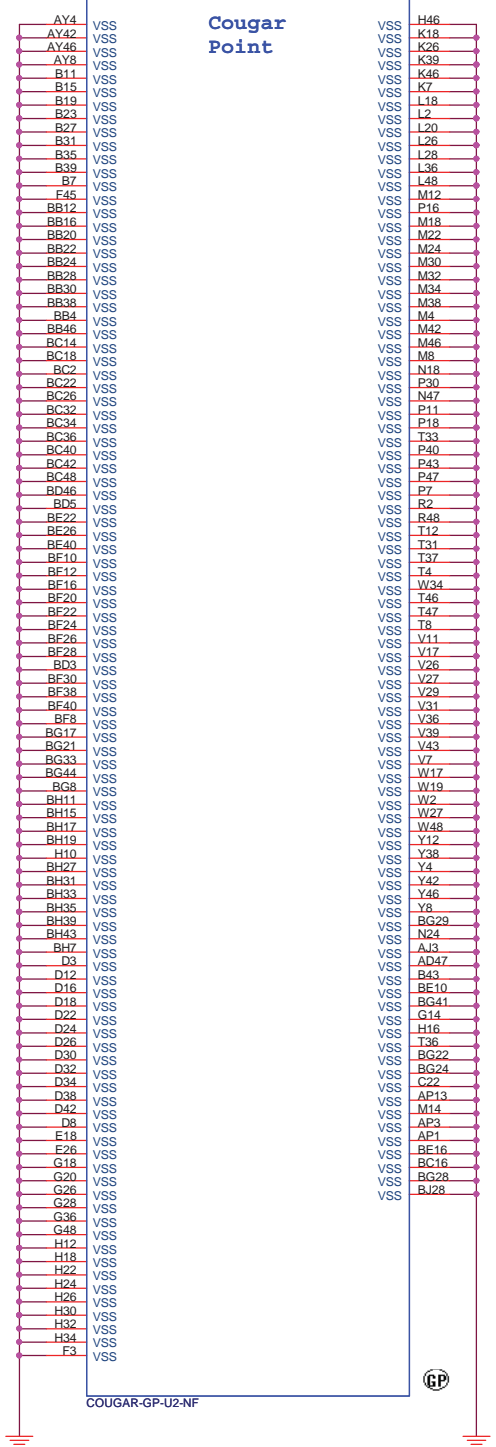 Cougar
Point
AY4 VSS
AY42 VSS
AY46 VSS
AY8 VSS
B11 VSS
B15 VSS
B19 VSS
B23 VSS
B27 VSS
B31 VSS
B35 VSS
B39 VSS
B7 VSS
F45 VSS
BB12 VSS
BB16 VSS
BB20 VSS
BB22 VSS
BB24 VSS
BB28 VSS
BB30 VSS
BB38 VSS
BB4 VSS
BB46 VSS
BC14 VSS
BC18 VSS
BC2 VSS
BC22 VSS
BC26 VSS
BC32 VSS
BC34 VSS
BC36 VSS
BC40 VSS
BC42 VSS
BC48 VSS
BD46 VSS
BD5 VSS
BE22 VSS
BE26 VSS
BE40 VSS
BF10 VSS
BF12 VSS
BF16 VSS
BF20 VSS
BF22 VSS
BF24 VSS
BF26 VSS
BF28 VSS
BD3 VSS
BF30 VSS
BF38 VSS
BF40 VSS
BF8 VSS
BG17 VSS
BG21 VSS
BG33 VSS
BG44 VSS
BG8 VSS
BH11 VSS
BH15 VSS
BH17 VSS
BH19 VSS
H10 VSS
BH27 VSS
BH31 VSS
BH33 VSS
BH35 VSS
BH39 VSS
BH43 VSS
BH7 VSS
D3 VSS
D12 VSS
D16 VSS
D18 VSS
D22 VSS
D24 VSS
D26 VSS
D30 VSS
D32 VSS
D34 VSS
D38 VSS
D42 VSS
D8 VSS
E18 VSS
E26 VSS
G18 VSS
G20 VSS
G26 VSS
G28 VSS
G36 VSS
G48 VSS
H12 VSS
H18 VSS
H22 VSS
H24 VSS
H26 VSS
H30 VSS
H32 VSS
H34 VSS
F3 VSS
VSS H46
VSS K18
VSS K26
VSS K39
VSS K46
VSS K7
VSS L18
VSS L2
VSS L20
VSS L26
VSS L28
VSS L36
VSS L48
VSS M12
VSS P16
VSS M18
VSS M22
VSS M24
VSS M30
VSS M32
VSS M34
VSS M38
VSS M4
VSS M42
VSS M46
VSS M8
VSS N18
VSS P30
VSS N47
VSS P11
VSS P18
VSS T33
VSS P40
VSS P43
VSS P47
VSS P7
VSS R2
VSS R48
VSS T12
VSS T31
VSS T37
VSS T4
VSS W34
VSS T46
VSS T47
VSS T8
VSS V11
VSS V17
VSS V26
VSS V27
VSS V29
VSS V31
VSS V36
VSS V39
VSS V43
VSS V7
VSS W17
VSS W19
VSS W2
VSS W27
VSS W48
VSS Y12
VSS Y38
VSS Y4
VSS Y42
VSS Y46
VSS Y8
VSS BG29
VSS N24
VSS AJ3
VSS AD47
VSS B43
VSS BE10
VSS BG41
VSS G14
VSS H16
VSS T36
VSS BG22
VSS BG24
VSS C22
VSS AP13
VSS M14
VSS AP3
VSS AP1
VSS BE16
VSS BC16
VSS BG28
VSS BJ28
GP
COUGAR-GP-U2-NF